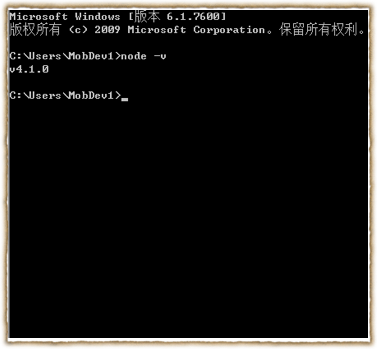 Microsoft Windows [版本 6.1.7600]
版权所有 (c) 2009 Microsoft Corporation。保留所有权利。
C:\Users\MobDev1>node -v
v4.1.0
C:\Users\MobDev1>_